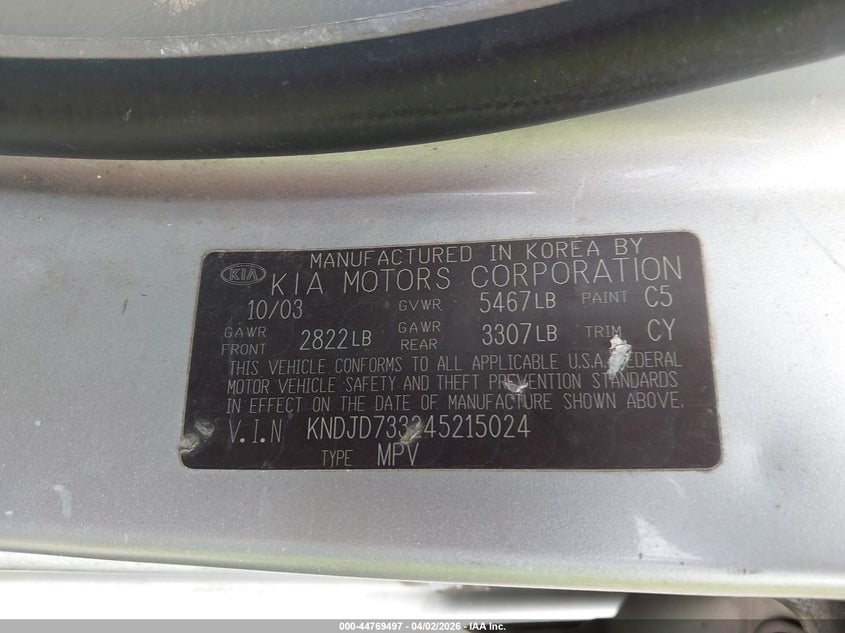 MANUFACTURED IN KOREA BY
KIA KIA MOTORS CORPORATION
10/03 GVWR 5467LB PAINT C5
GAWR FRONT 2822LB GAWR REAR 3307LB TRIM CY
THIS VEHICLE CONFORMS TO ALL APPLICABLE U.S.A. FEDERAL
MOTOR VEHICLE SAFETY AND THEFT PREVENTION STANDARDS
IN EFFECT ON THE DATE OF MANUFACTURE SHOWN ABOVE.
V.I.N KNDJD733245215024
TYPE MPV
000-44769497 - 04/02/2026 - IAA Inc.